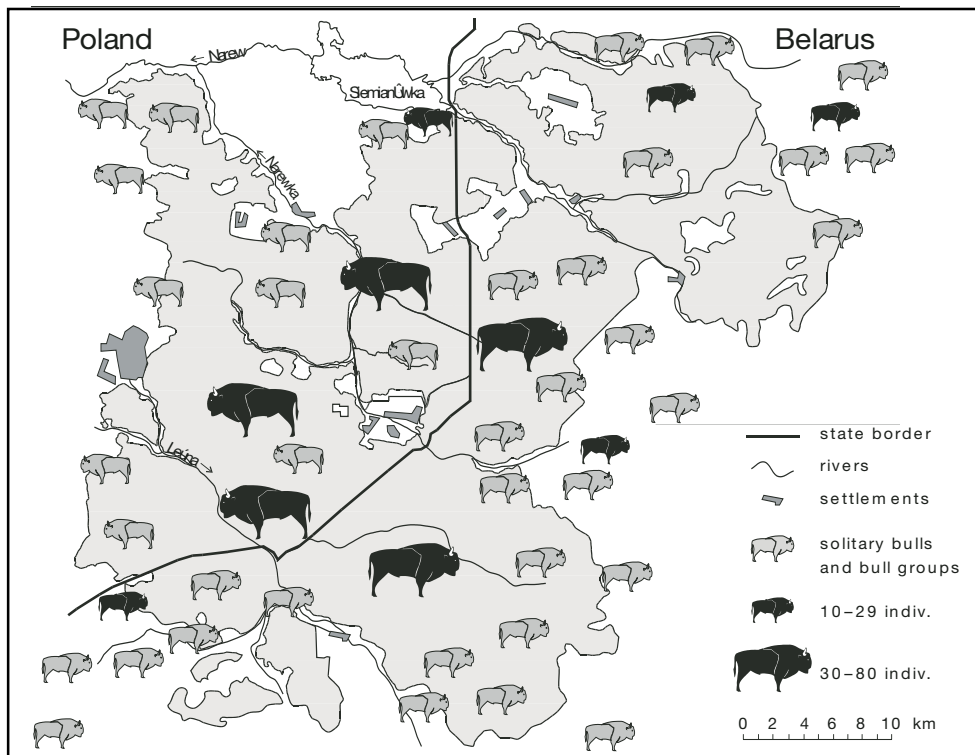 Poland
Belarus
← Narew
Siemianówka
Narewka
Leśna
state border
rivers
settlements
solitary bulls
and bull groups
10–29 indiv.
30–80 indiv.
0 2 4 6 8 10 km